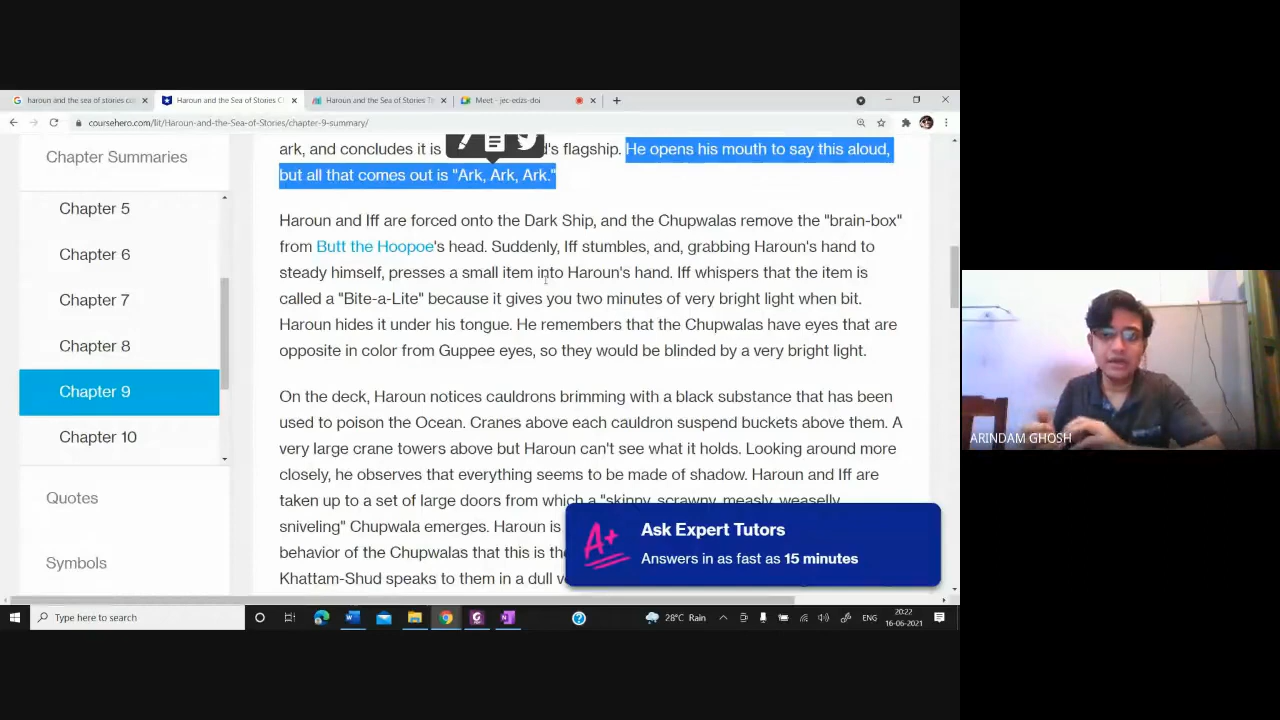 haroun and the sea of stories
Haroun and the Sea of Stories
Haroun and the Sea of Stories
Meet - jec-edzs-doi
coursehero.com/lit/Haroun-and-the-Sea-of-Stories/chapter-9-summary/
Chapter Summaries
Chapter 5
Chapter 6
Chapter 7
Chapter 8
Chapter 9
Chapter 10
Quotes
Symbols
ark, and concludes it is 's flagship. He opens his mouth to say this aloud,
but all that comes out is "Ark, Ark, Ark."
Haroun and Iff are forced onto the Dark Ship, and the Chupwalas remove the "brain-box"
from Butt the Hoopoe's head. Suddenly, Iff stumbles, and, grabbing Haroun's hand to
steady himself, presses a small item into Haroun's hand. Iff whispers that the item is
called a "Bite-a-Lite" because it gives you two minutes of very bright light when bit.
Haroun hides it under his tongue. He remembers that the Chupwalas have eyes that are
opposite in color from Guppee eyes, so they would be blinded by a very bright light.
On the deck, Haroun notices cauldrons brimming with a black substance that has been
used to poison the Ocean. Cranes above each cauldron suspend buckets above them. A
very large crane towers above but Haroun can't see what it holds. Looking around more
closely, he observes that everything seems to be made of shadow. Haroun and Iff are
taken up to a set of large doors from which a "skinny, scrawny, measly, weaselly,
sniveling" Chupwala emerges. Haroun is
behavior of the Chupwalas that this is the
Khattam-Shud speaks to them in a dull
A+
Ask Expert Tutors
Answers in as fast as 15 minutes
Type here to search
28°C Rain
ENG
20:22
16-06-2021
ARINDAM GHOSH